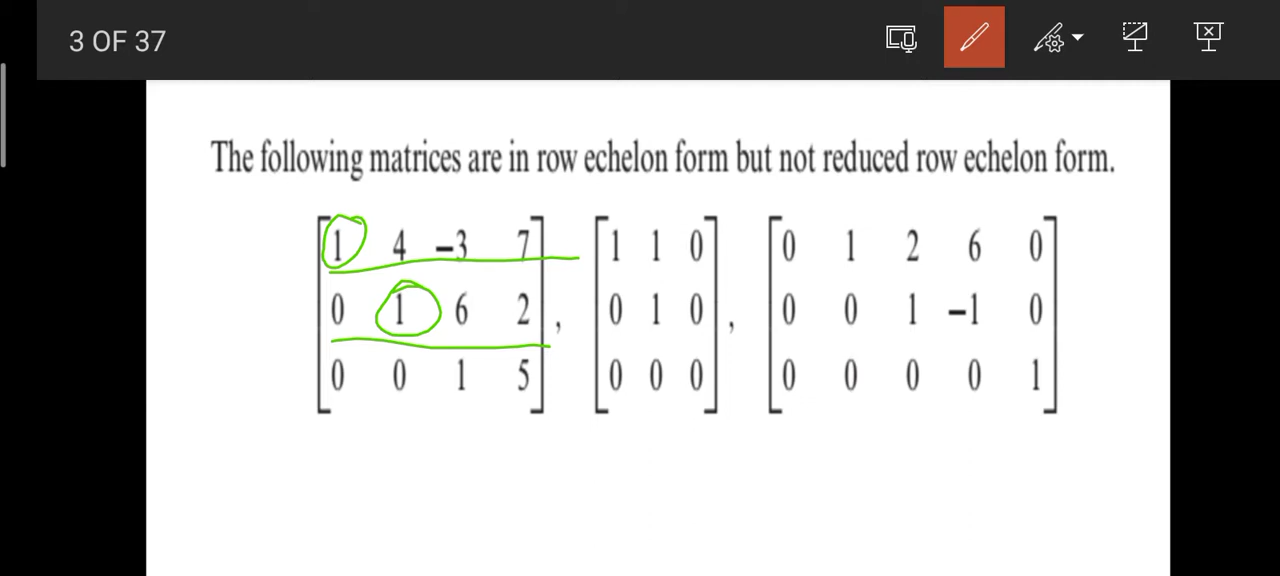 3 OF 37
The following matrices are in row echelon form but not reduced row echelon form.
[1 4 −3 7] [1 1 0] [0 1 2 6 0]
[0 1 6 2], [0 1 0], [0 0 1 −1 0]
[0 0 1 5] [0 0 0] [0 0 0 0 1]